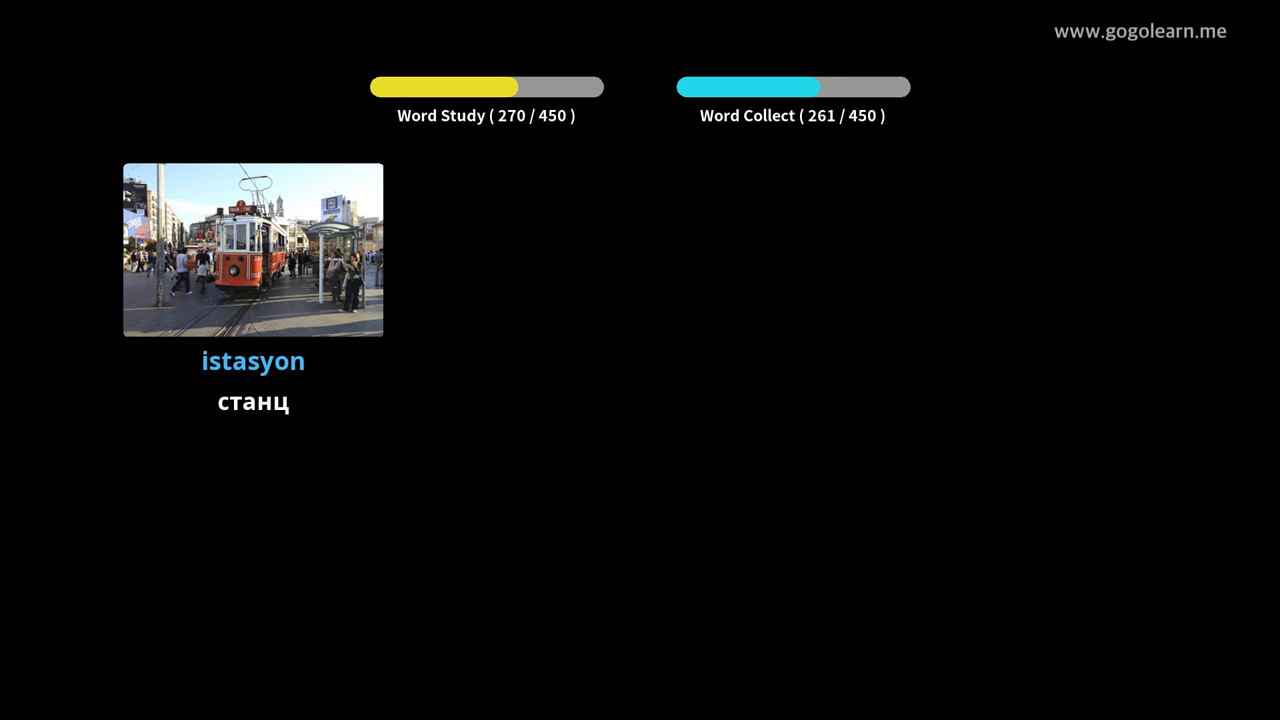 www.gogolearn.me
Word Study ( 270 / 450 )
Word Collect ( 261 / 450 )
istasyon
станц